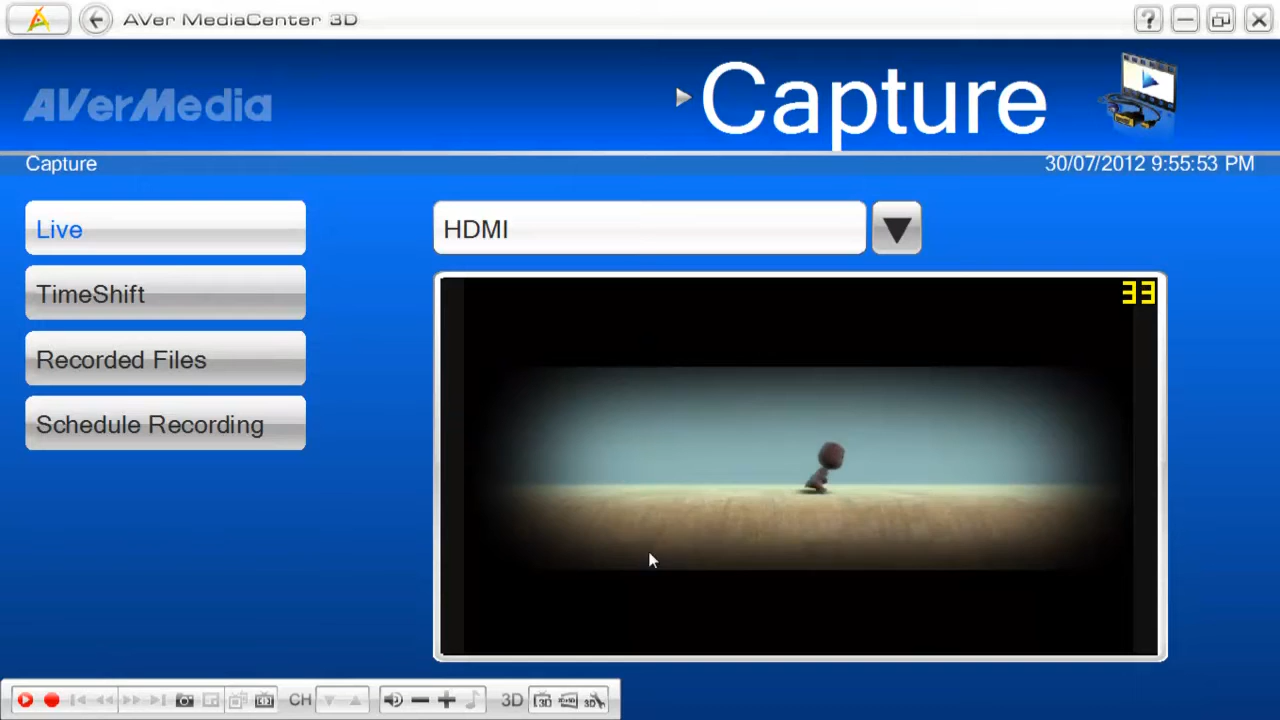 AVer MediaCenter 3D
AVerMedia
Capture
Capture
30/07/2012 9:55:53 PM
Live
HDMI
TimeShift
33
Recorded Files
Schedule Recording
CH
3D